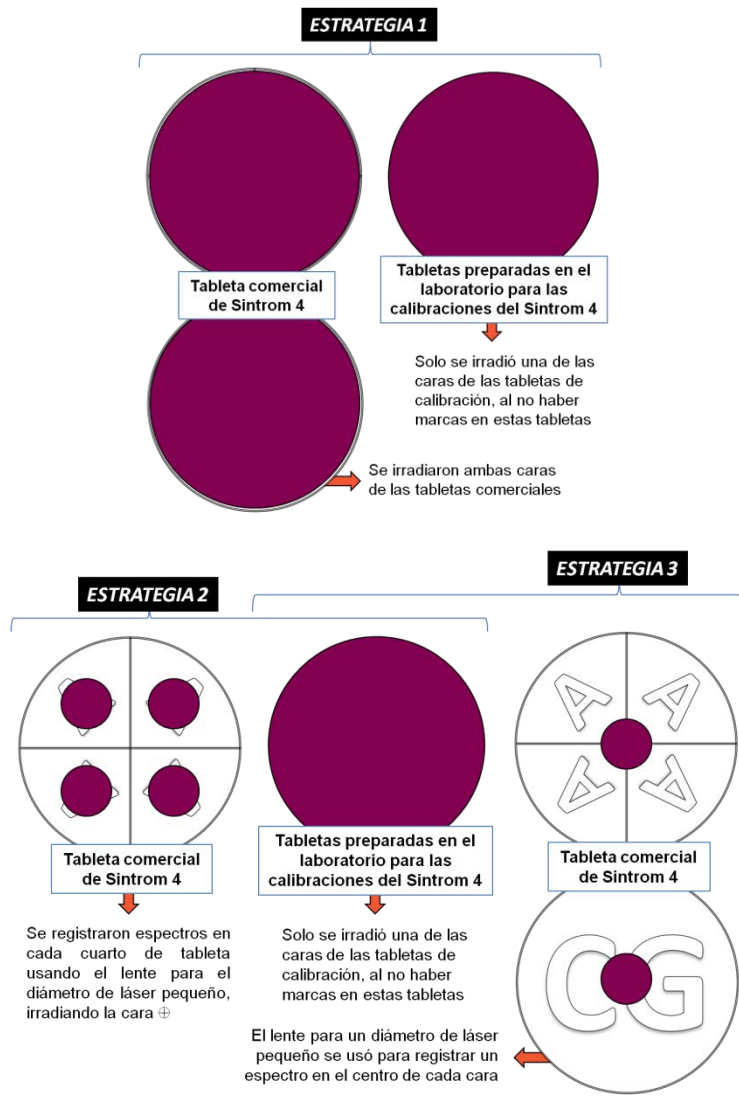 ESTRATEGIA 1
Tableta comercial
de Sintrom 4
Tabletas preparadas en el
laboratorio para las
calibraciones del Sintrom 4
Solo se irradió una de las
caras de las tabletas de
calibración, al no haber
marcas en estas tabletas
Se irradiaron ambas caras
de las tabletas comerciales
ESTRATEGIA 2
ESTRATEGIA 3
A A
A A
Tableta comercial
de Sintrom 4
Se registraron espectros en
cada cuarto de tableta
usando el lente para el
diámetro de láser pequeño,
irradiando la cara ⊕
Tabletas preparadas en el
laboratorio para las
calibraciones del Sintrom 4
Solo se irradió una de las
caras de las tabletas de
calibración, al no haber
marcas en estas tabletas
Tableta comercial
de Sintrom 4
CG
El lente para un diámetro de láser
pequeño se usó para registrar un
espectro en el centro de cada cara